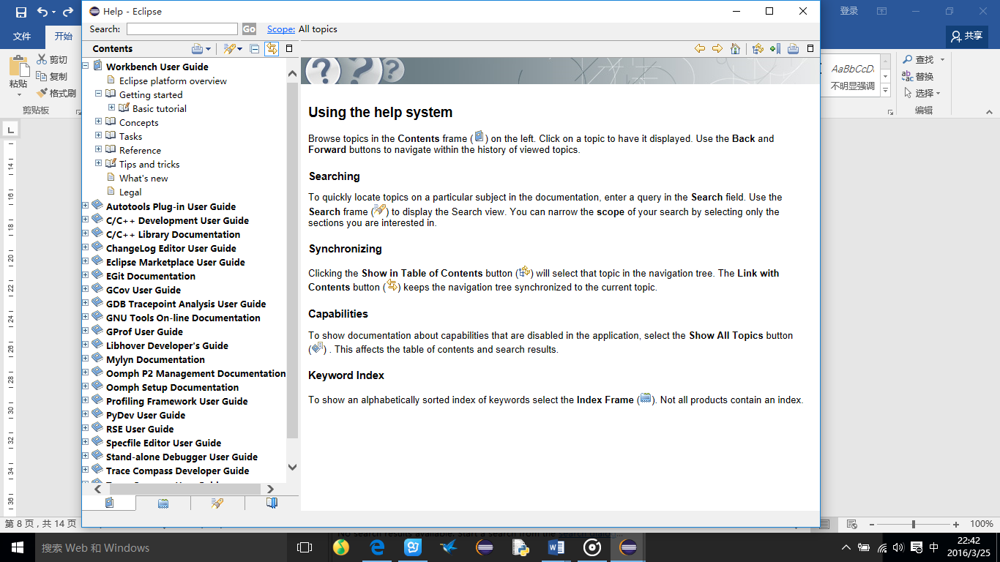 Help - Eclipse
登录
文件
开始
共享
Search:
Go
Scope: All topics
Contents
粘贴
剪切
复制
格式刷
剪贴板
AaBbCcD
不明显强调
查找
替换
选择
编辑
Workbench User Guide
Eclipse platform overview
Getting started
Basic tutorial
Concepts
Tasks
Reference
Tips and tricks
What's new
Legal
Autotools Plug-in User Guide
C/C++ Development User Guide
C/C++ Library Documentation
ChangeLog Editor User Guide
Eclipse Marketplace User Guide
EGit Documentation
GCov User Guide
GDB Tracepoint Analysis User Guide
GNU Tools On-line Documentation
GProf User Guide
Libhover Developer's Guide
Mylyn Documentation
Oomph P2 Management Documentation
Oomph Setup Documentation
Profiling Framework User Guide
PyDev User Guide
RSE User Guide
Specfile Editor User Guide
Stand-alone Debugger User Guide
Trace Compass Developer Guide
Using the help system
Browse topics in the Contents frame ( ) on the left. Click on a topic to have it displayed. Use the Back and
Forward buttons to navigate within the history of viewed topics.
Searching
To quickly locate topics on a particular subject in the documentation, enter a query in the Search field. Use the
Search frame ( ) to display the Search view. You can narrow the scope of your search by selecting only the
sections you are interested in.
Synchronizing
Clicking the Show in Table of Contents button ( ) will select that topic in the navigation tree. The Link with
Contents button ( ) keeps the navigation tree synchronized to the current topic.
Capabilities
To show documentation about capabilities that are disabled in the application, select the Show All Topics button
( ) . This affects the table of contents and search results.
Keyword Index
To show an alphabetically sorted index of keywords select the Index Frame ( ). Not all products contain an index.
14
16
18
20
22
24
26
28
30
32
34
36
第 8 页，共 14 页
100%
No search results available. Start a search from the search dialog...
搜索 Web 和 Windows
中
22:42
2016/3/25